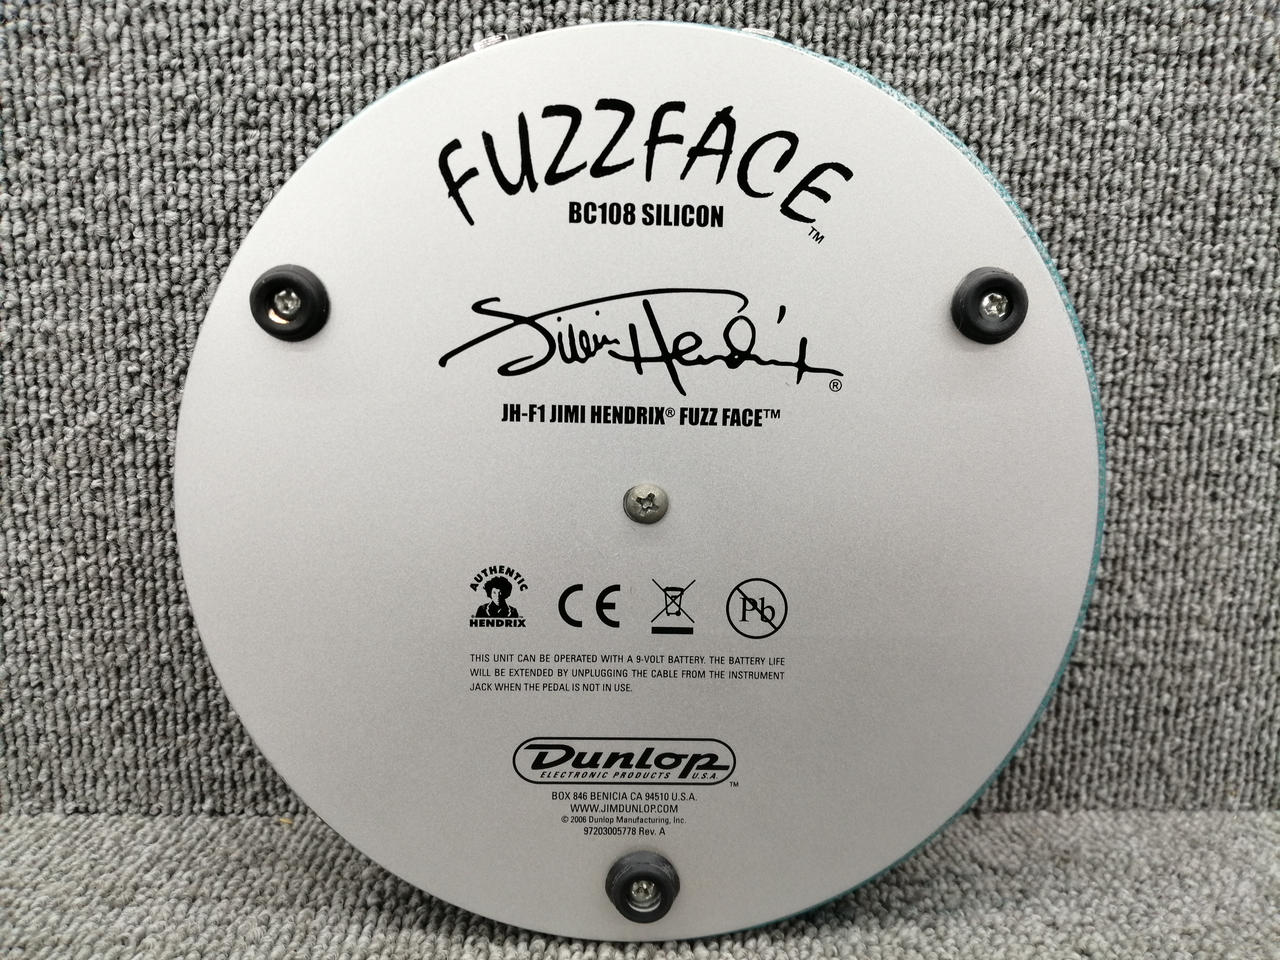 FUZZFACE™
BC108 SILICON
Jimi Hendrix®
JH-F1 JIMI HENDRIX® FUZZ FACE™
AUTHENTIC
HENDRIX
CE
Pb
THIS UNIT CAN BE OPERATED WITH A 9-VOLT BATTERY. THE BATTERY LIFE
WILL BE EXTENDED BY UNPLUGGING THE CABLE FROM THE INSTRUMENT
JACK WHEN THE PEDAL IS NOT IN USE.
DUNLOP
ELECTRONIC PRODUCTS U.S.A.™
BOX 846 BENICIA CA 94510 U.S.A.
WWW.JIMDUNLOP.COM
© 2006 Dunlop Manufacturing, Inc.
97203005778 Rev. A